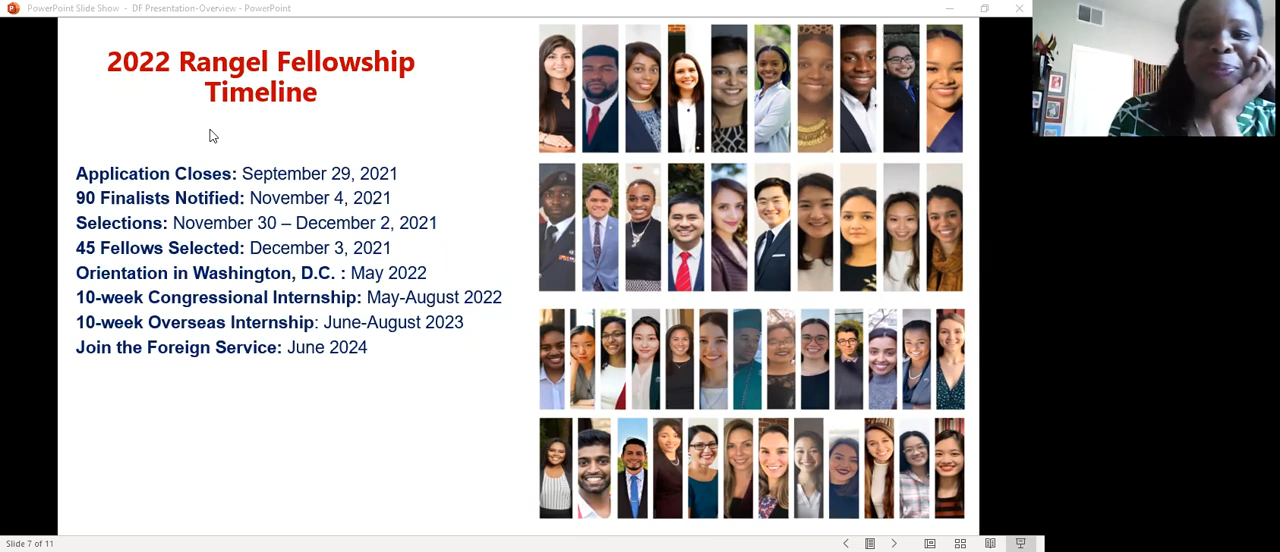 PowerPoint Slide Show - DF Presentation-Overview - PowerPoint
2022 Rangel Fellowship
Timeline
Application Closes: September 29, 2021
90 Finalists Notified: November 4, 2021
Selections: November 30 – December 2, 2021
45 Fellows Selected: December 3, 2021
Orientation in Washington, D.C. : May 2022
10-week Congressional Internship: May-August 2022
10-week Overseas Internship: June-August 2023
Join the Foreign Service: June 2024
Slide 7 of 11